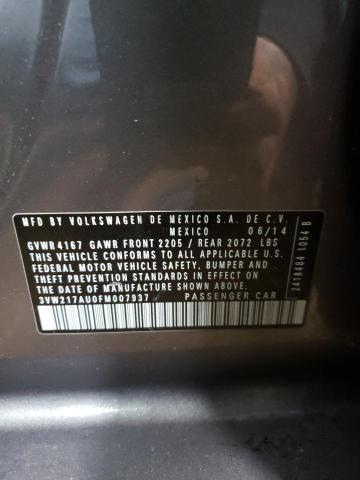 MFD BY VOLKSWAGEN DE MEXICO S.A. DE C.V.
MEXICO 06/14
GVWR 4167 GAWR FRONT 2205 / REAR 2072 LBS
THIS VEHICLE CONFORMS TO ALL APPLICABLE U.S.
FEDERAL MOTOR VEHICLE SAFETY, BUMPER AND
THEFT PREVENTION STANDARDS IN EFFECT ON
THE DATE OF MANUFACTURE SHOWN ABOVE.
3VW217AU0FM007937 PASSENGER CAR
2418484 1054 B